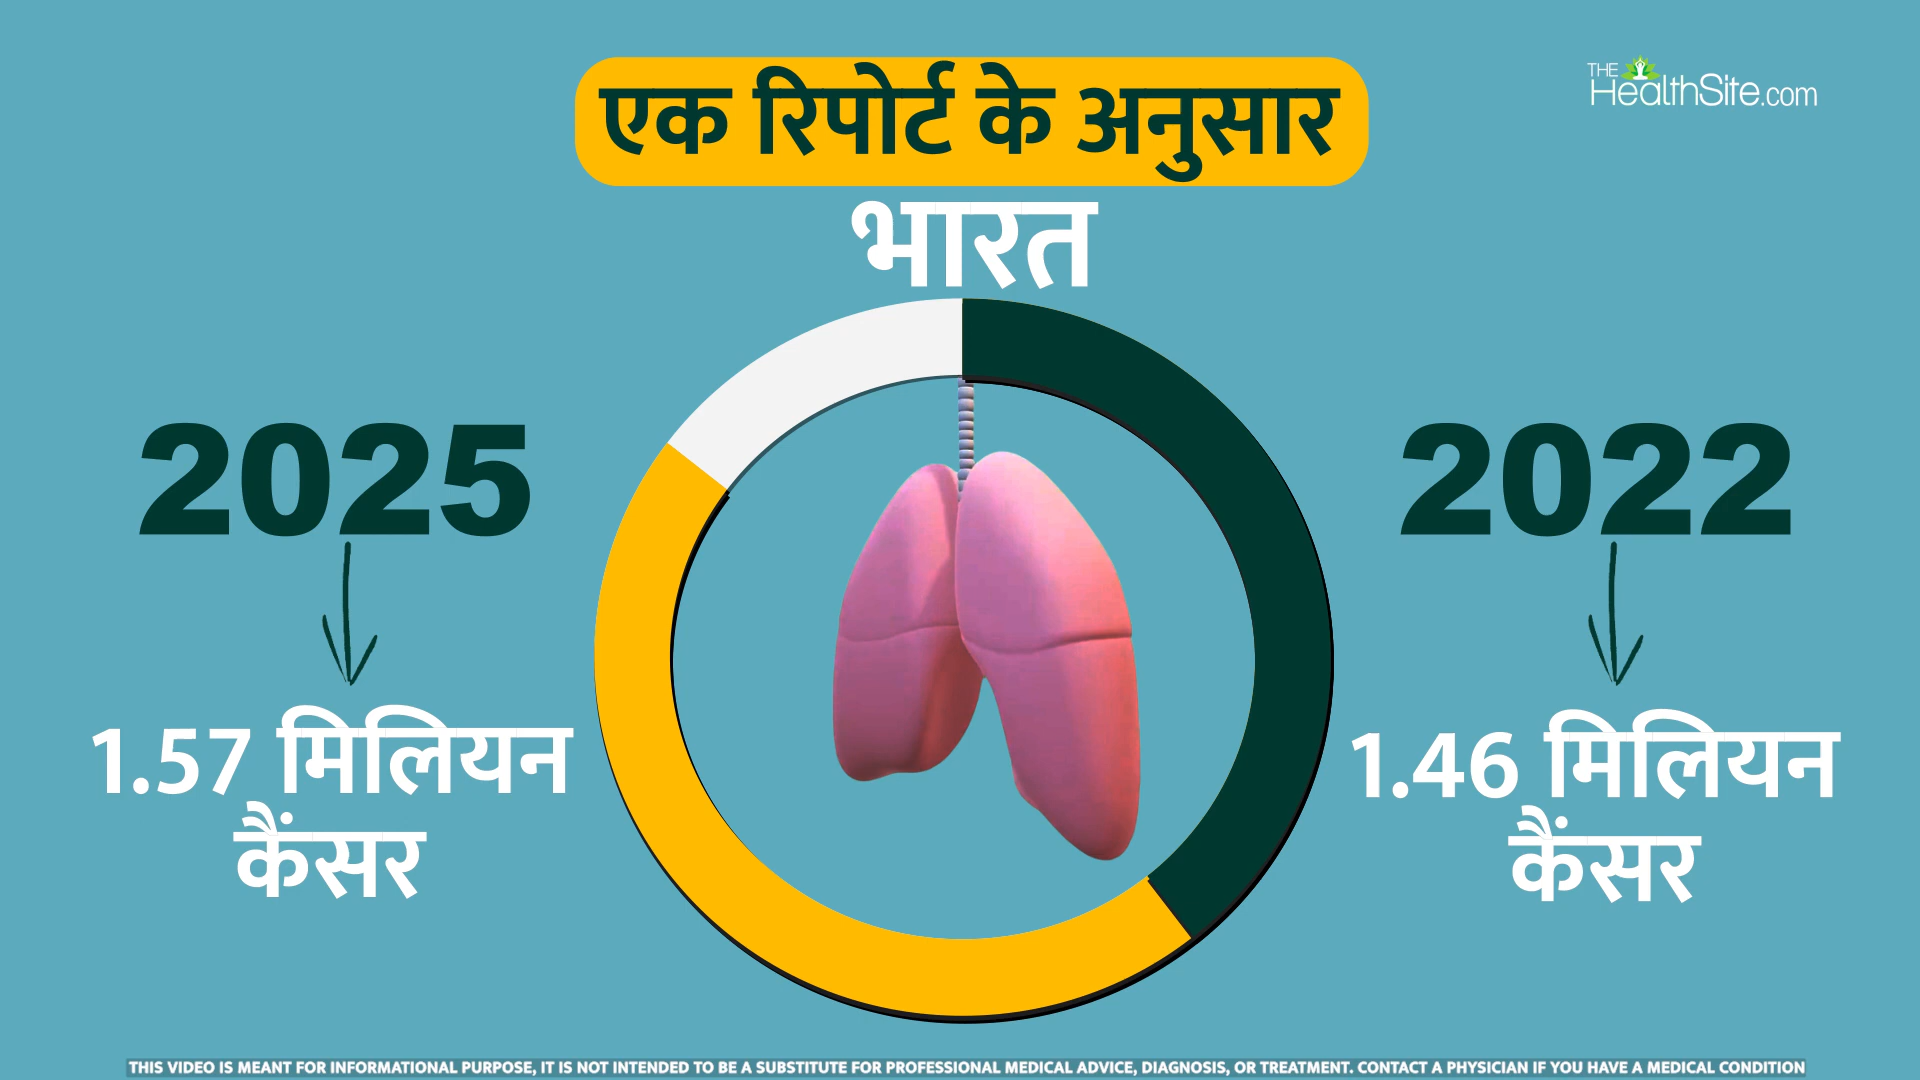 एक रिपोर्ट के अनुसार
THE
HealthSite.com
भारत
2025
1.57 मिलियन
कैंसर
2022
1.46 मिलियन
कैंसर
THIS VIDEO IS MEANT FOR INFORMATIONAL PURPOSE, IT IS NOT INTENDED TO BE A SUBSTITUTE FOR PROFESSIONAL MEDICAL ADVICE, DIAGNOSIS, OR TREATMENT. CONTACT A PHYSICIAN IF YOU HAVE A MEDICAL CONDITION